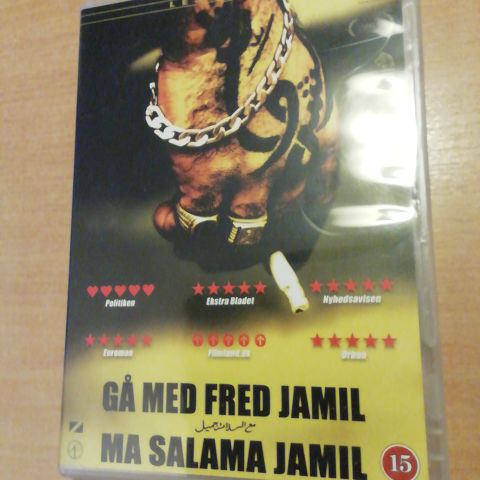 Politiken
Ekstra Bladet
Nyhedsavisen
Euroman
Filmland.dk
Urban
GÅ MED FRED JAMIL
مع السلامة جميل
MA SALAMA JAMIL
15